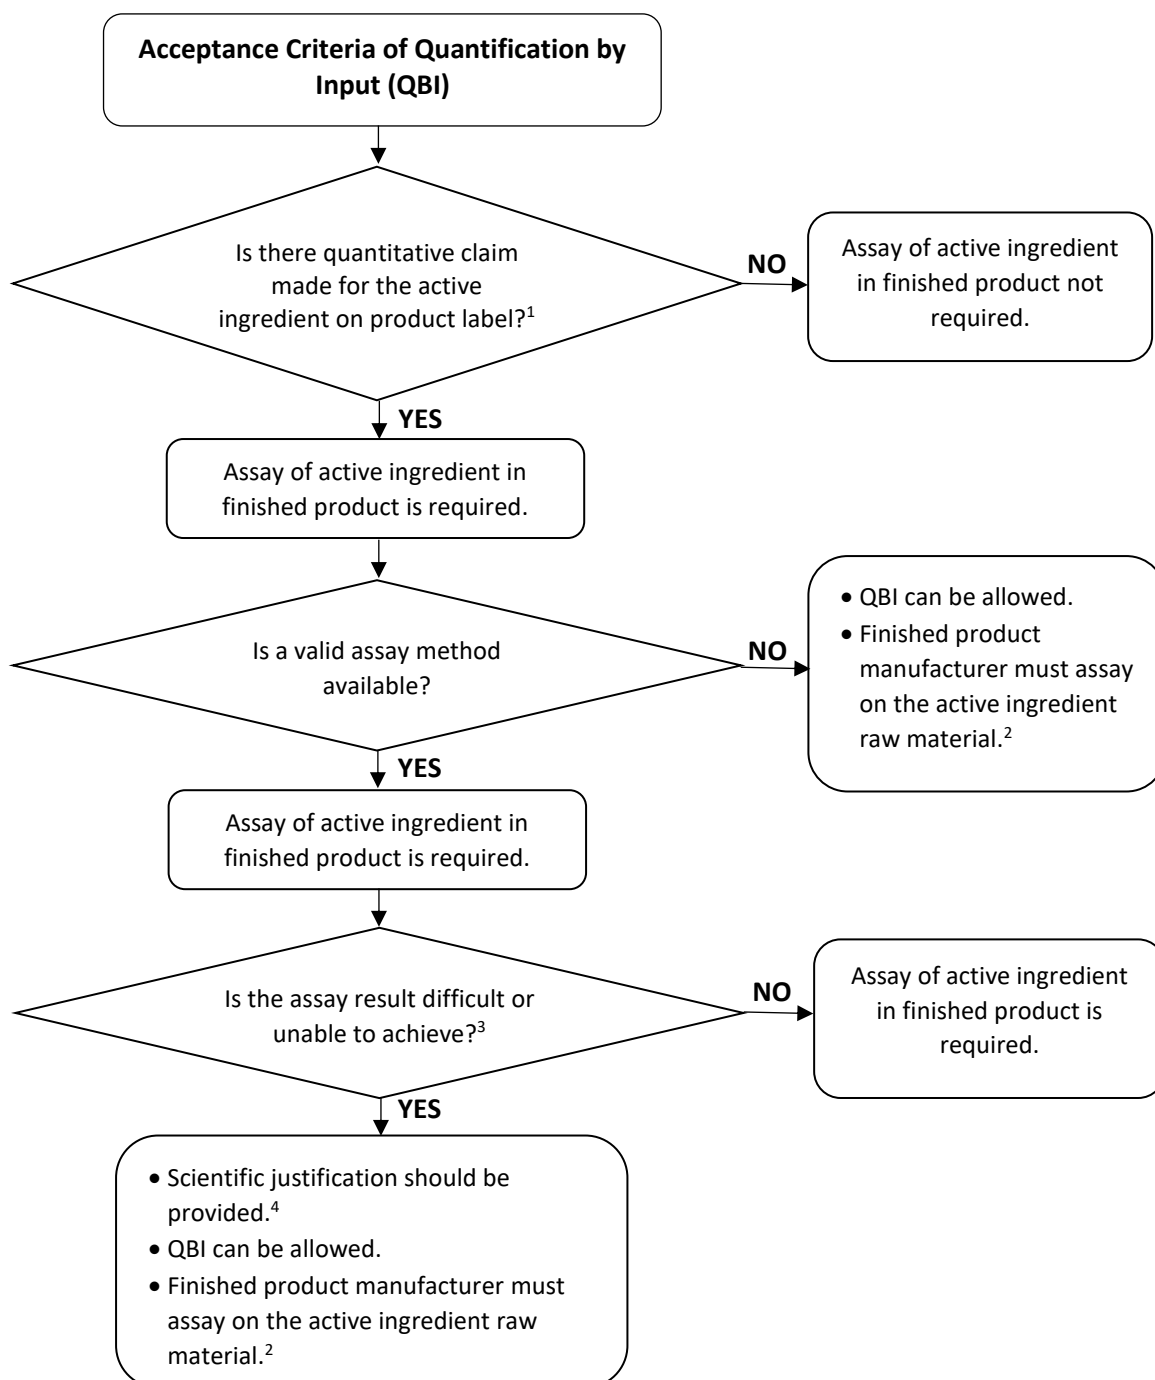 Acceptance Criteria of Quantification by
Input (QBI)
Is there quantitative claim
made for the active
ingredient on product label?¹
NO
Assay of active ingredient
in finished product not
required.
YES
Assay of active ingredient in
finished product is required.
Is a valid assay method
available?
NO
• QBI can be allowed.
• Finished product
manufacturer must assay
on the active ingredient
raw material.²
YES
Assay of active ingredient in
finished product is required.
Is the assay result difficult or
unable to achieve?³
NO
Assay of active ingredient
in finished product is
required.
YES
• Scientific justification should be
provided.⁴
• QBI can be allowed.
• Finished product manufacturer must
assay on the active ingredient raw
material.²